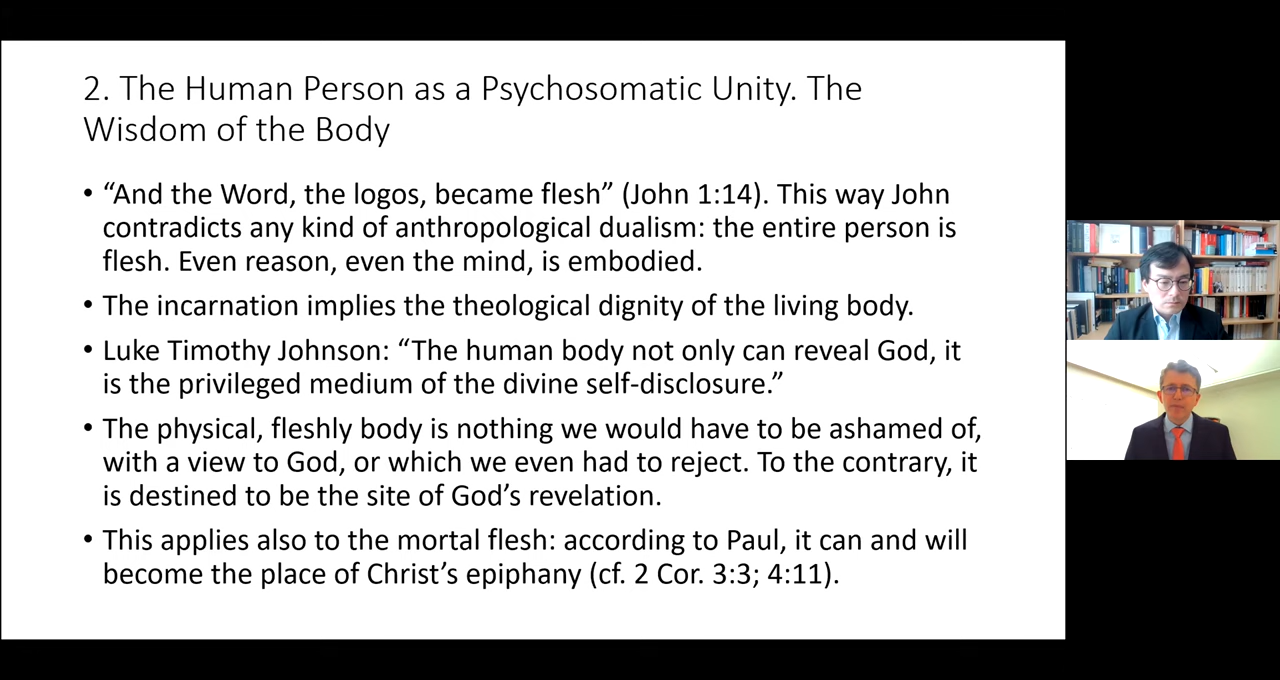 2. The Human Person as a Psychosomatic Unity. The
Wisdom of the Body
• “And the Word, the logos, became flesh” (John 1:14). This way John
contradicts any kind of anthropological dualism: the entire person is
flesh. Even reason, even the mind, is embodied.
• The incarnation implies the theological dignity of the living body.
• Luke Timothy Johnson: “The human body not only can reveal God, it
is the privileged medium of the divine self-disclosure.”
• The physical, fleshly body is nothing we would have to be ashamed of,
with a view to God, or which we even had to reject. To the contrary, it
is destined to be the site of God’s revelation.
• This applies also to the mortal flesh: according to Paul, it can and will
become the place of Christ’s epiphany (cf. 2 Cor. 3:3; 4:11).